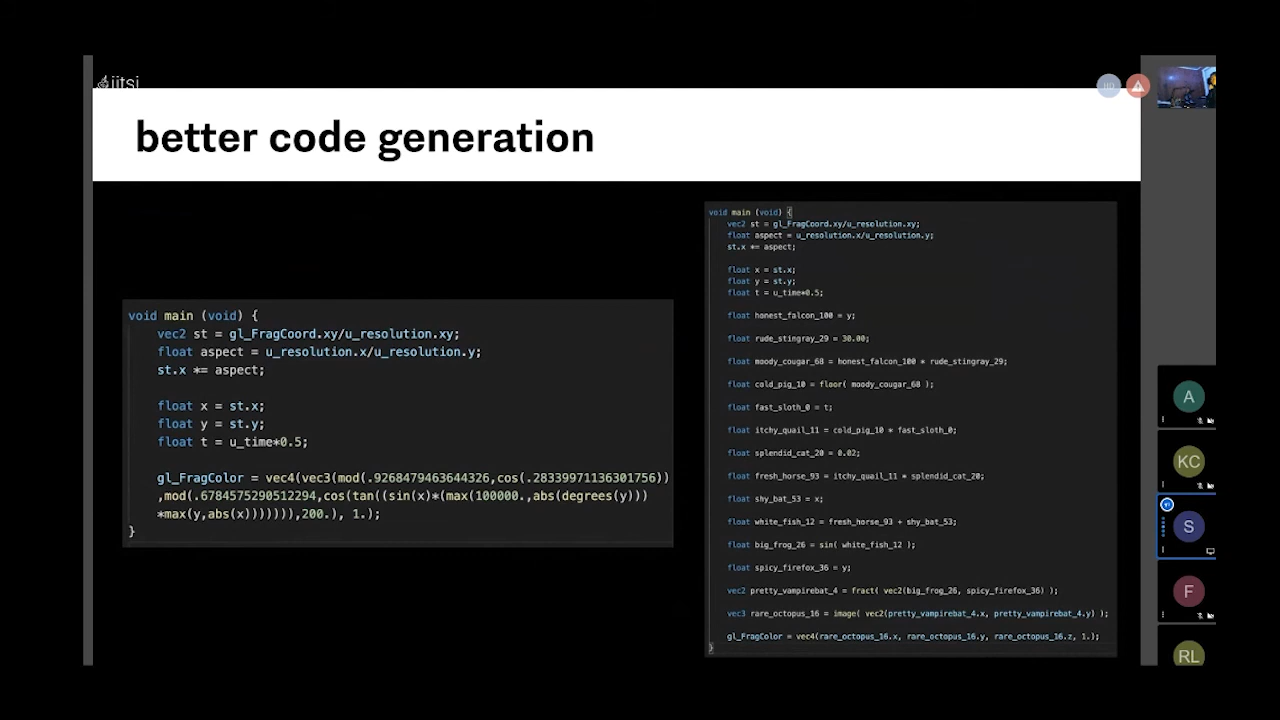 jitsi
better code generation
void main (void) {
vec2 st = gl_FragCoord.xy/u_resolution.xy;
float aspect = u_resolution.x/u_resolution.y;
st.x *= aspect;
float x = st.x;
float y = st.y;
float t = u_time*0.5;
gl_FragColor = vec4(vec3(mod(.9268479463644326,cos(.28339971136301756))
,mod(.6784575290512294,cos(tan((sin(x)*(max(100000.,abs(degrees(y)))
*max(y,abs(x))))))),200.), 1.);
}
void main (void) {
vec2 st = gl_FragCoord.xy/u_resolution.xy;
float aspect = u_resolution.x/u_resolution.y;
st.x *= aspect;
float x = st.x;
float y = st.y;
float t = u_time*0.5;
float honest_falcon_100 = y;
float rude_stingray_29 = 30.00;
float moody_cougar_68 = honest_falcon_100 * rude_stingray_29;
float cold_pig_10 = floor( moody_cougar_68 );
float fast_sloth_0 = t;
float itchy_quail_11 = cold_pig_10 * fast_sloth_0;
float splendid_cat_20 = 0.02;
float fresh_horse_93 = itchy_quail_11 * splendid_cat_20;
float shy_bat_53 = x;
float white_fish_12 = fresh_horse_93 + shy_bat_53;
float big_frog_26 = sin( white_fish_12 );
float spicy_firefox_36 = y;
vec2 pretty_vampirebat_4 = fract( vec2(big_frog_26, spicy_firefox_36) );
vec3 rare_octopus_16 = image( vec2(pretty_vampirebat_4.x, pretty_vampirebat_4.y) );
gl_FragColor = vec4(rare_octopus_16.x, rare_octopus_16.y, rare_octopus_16.z, 1.);
}
A
KC
S
F
RL